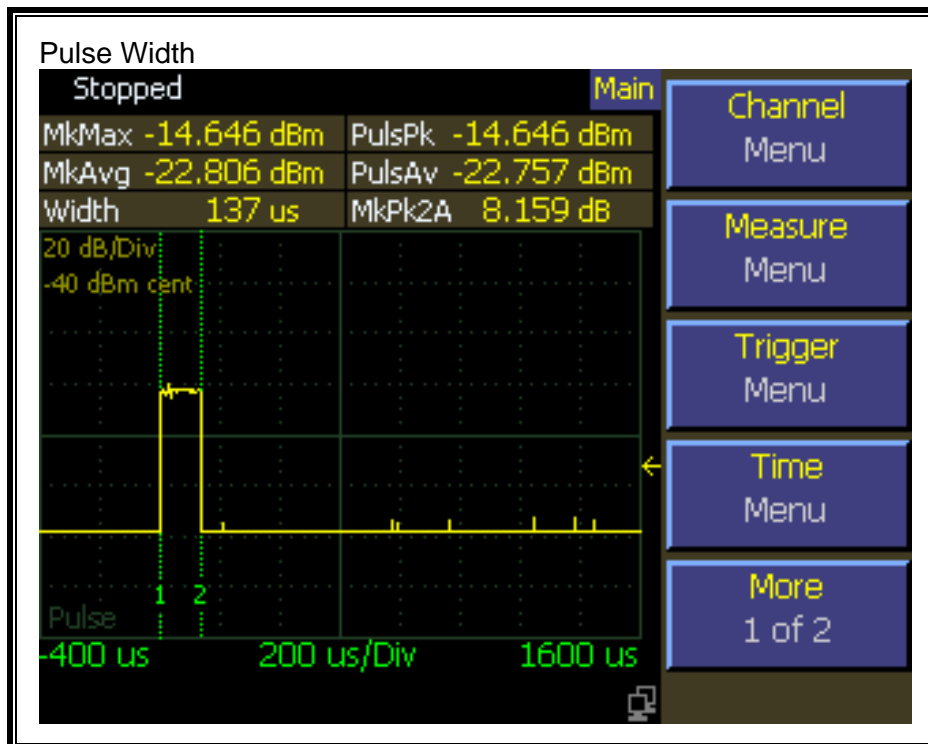 Pulse Width
Stopped Main
MkMax -14.646 dBm PulsPk -14.646 dBm
MkAvg -22.806 dBm PulsAv -22.757 dBm
Width 137 us MkPk2A 8.159 dB
20 dB/Div
-40 dBm cent
1 2
Pulse
-400 us 200 us/Div 1600 us
Channel
Menu
Measure
Menu
Trigger
Menu
Time
Menu
More
1 of 2